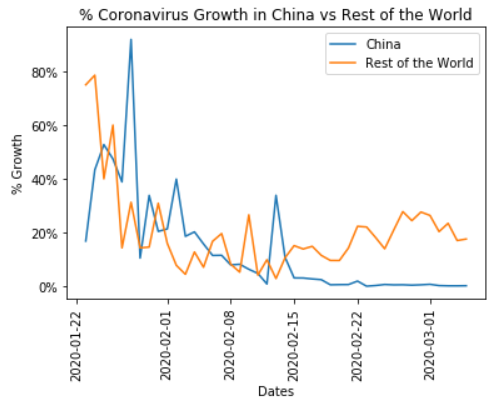 % Coronavirus Growth in China vs Rest of the World
China
Rest of the World
80%
60%
40%
20%
0%
% Growth
2020-01-22
2020-02-01
2020-02-08
2020-02-15
2020-02-22
2020-03-01
Dates